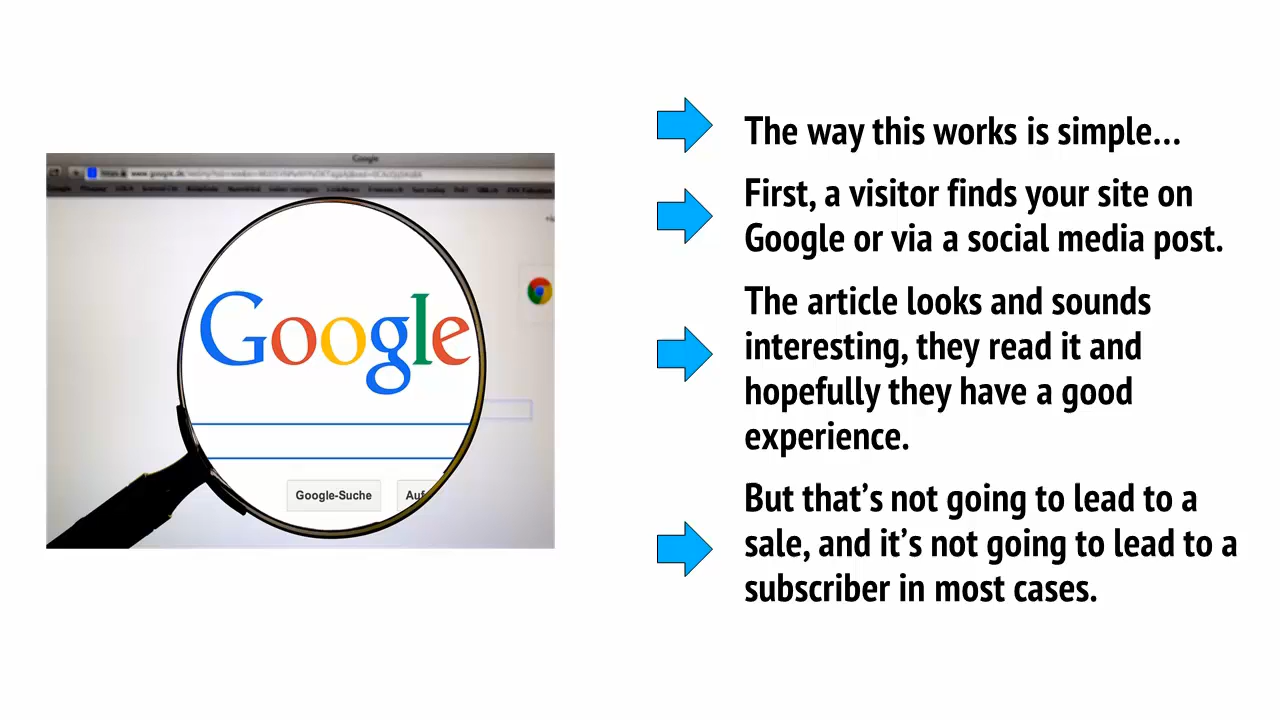 Google
Google
Google-Suche
Auf
The way this works is simple…
First, a visitor finds your site on
Google or via a social media post.
The article looks and sounds
interesting, they read it and
hopefully they have a good
experience.
But that’s not going to lead to a
sale, and it’s not going to lead to a
subscriber in most cases.